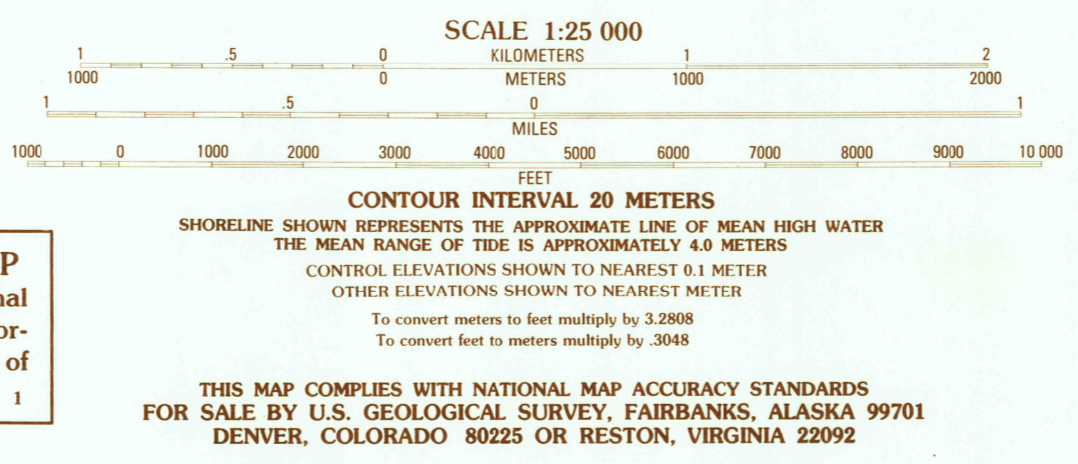 SCALE 1:25 000
1 .5 0 KILOMETERS 1 2
1000 0 METERS 1000 2000
1 .5 0 1
MILES
1000 0 1000 2000 3000 4000 5000 6000 7000 8000 9000 10 000
FEET
CONTOUR INTERVAL 20 METERS
SHORELINE SHOWN REPRESENTS THE APPROXIMATE LINE OF MEAN HIGH WATER
THE MEAN RANGE OF TIDE IS APPROXIMATELY 4.0 METERS
CONTROL ELEVATIONS SHOWN TO NEAREST 0.1 METER
OTHER ELEVATIONS SHOWN TO NEAREST METER
To convert meters to feet multiply by 3.2808
To convert feet to meters multiply by .3048
THIS MAP COMPLIES WITH NATIONAL MAP ACCURACY STANDARDS
FOR SALE BY U.S. GEOLOGICAL SURVEY, FAIRBANKS, ALASKA 99701
DENVER, COLORADO 80225 OR RESTON, VIRGINIA 22092
P
nal
or-
of
1